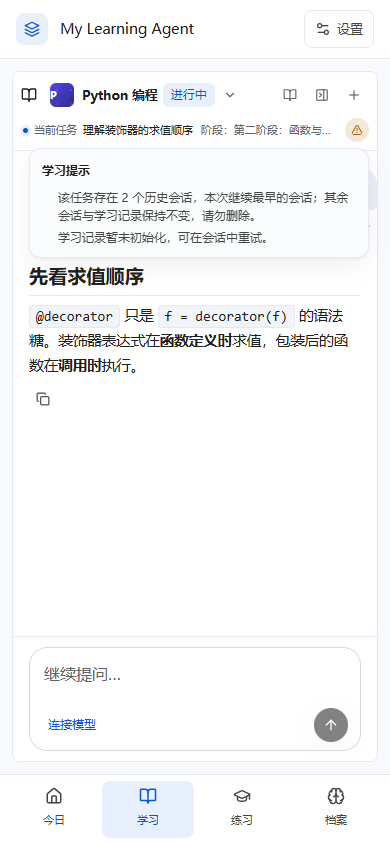 My Learning Agent
设置
P
Python 编程
进行中
当前任务 理解装饰器的求值顺序 阶段：第二阶段：函数与...
学习提示
该任务存在 2 个历史会话，本次继续最早的会话；其余
会话与学习记录保持不变，请勿删除。
学习记录暂未初始化，可在会话中重试。
先看求值顺序
@decorator 只是 f = decorator(f) 的语法
糖。装饰器表达式在函数定义时求值，包装后的函
数在调用时执行。
继续提问...
连接模型
今日
学习
练习
档案